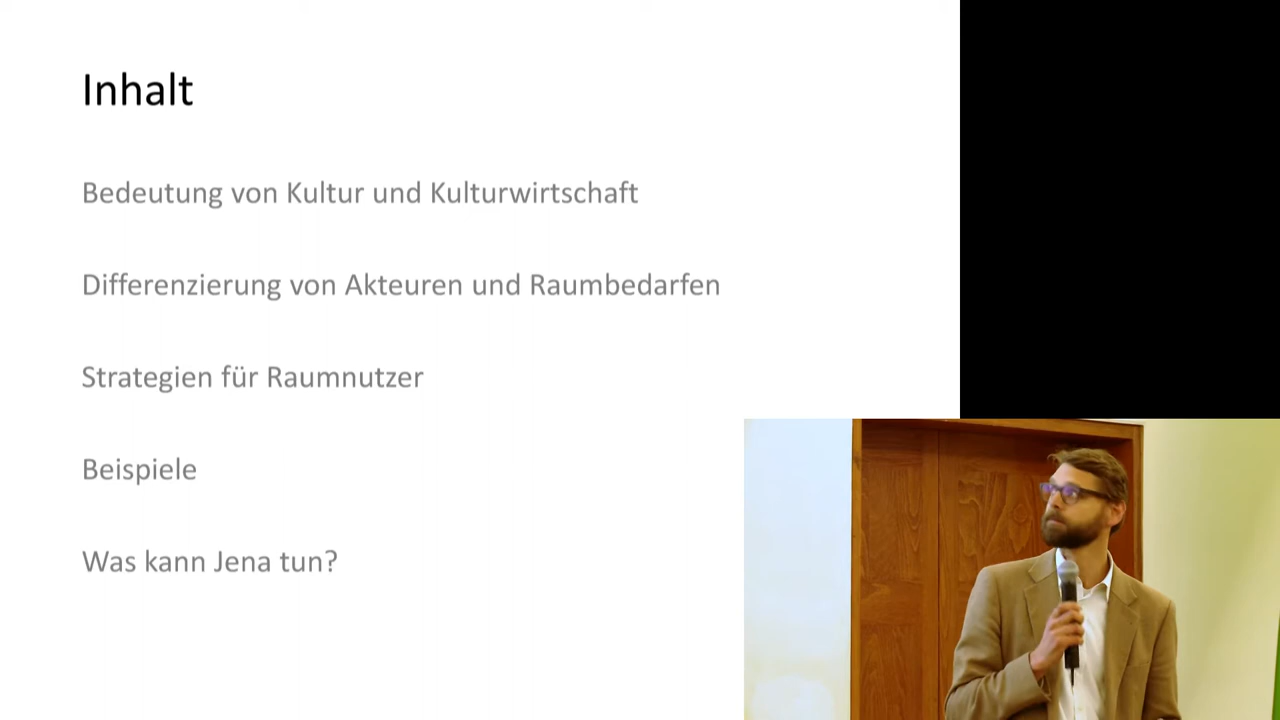 Inhalt
Bedeutung von Kultur und Kulturwirtschaft
Differenzierung von Akteuren und Raumbedarfen
Strategien für Raumnutzer
Beispiele
Was kann Jena tun?